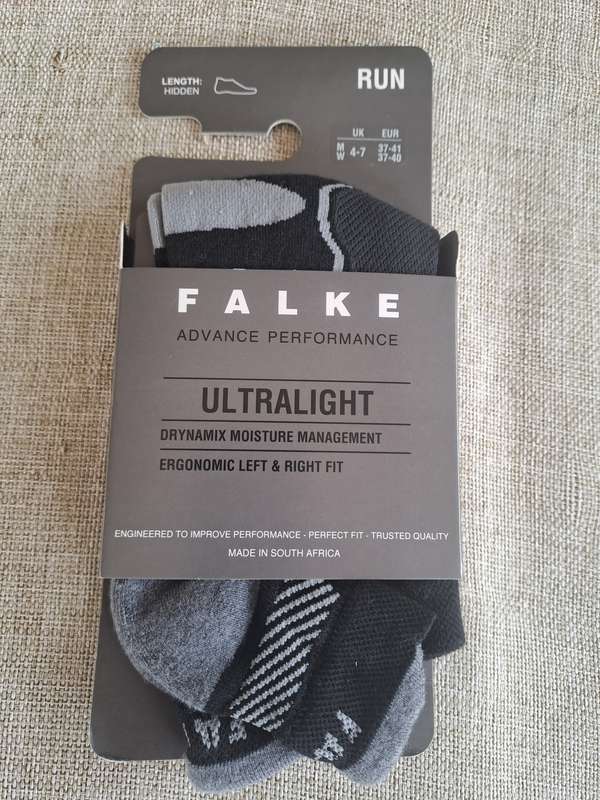 LENGTH:
HIDDEN
RUN
UK EUR
M 4-7 37-41
W 37-40
FALKE
ADVANCE PERFORMANCE
ULTRALIGHT
DRYNAMIX MOISTURE MANAGEMENT
ERGONOMIC LEFT & RIGHT FIT
ENGINEERED TO IMPROVE PERFORMANCE - PERFECT FIT - TRUSTED QUALITY
MADE IN SOUTH AFRICA